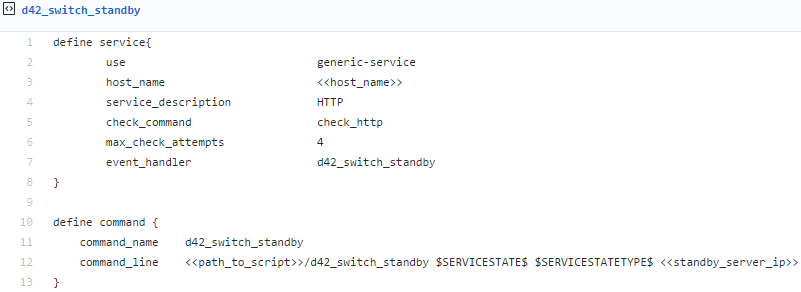 d42_switch_standby
1 define service{
2 use generic-service
3 host_name <<host_name>>
4 service_description HTTP
5 check_command check_http
6 max_check_attempts 4
7 event_handler d42_switch_standby
8 }
9
10 define command {
11 command_name d42_switch_standby
12 command_line <<path_to_script>>/d42_switch_standby $SERVICESTATE$ $SERVICESTATETYPE$ <<standby_server_ip>>
13 }